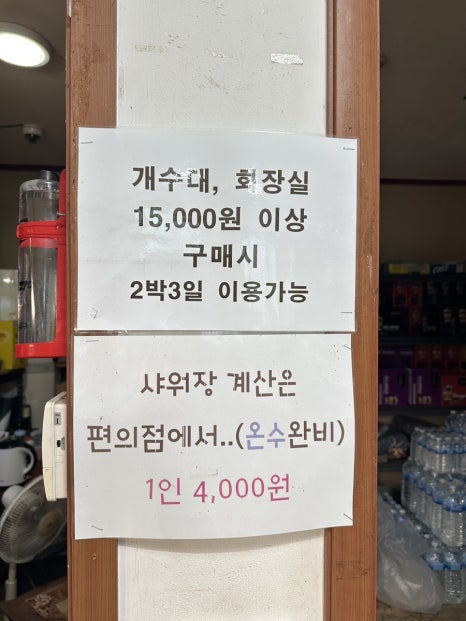 개수대, 화장실
15,000원 이상
구매시
2박3일 이용가능
샤워장 계산은
편의점에서..(온수완비)
1인 4,000원